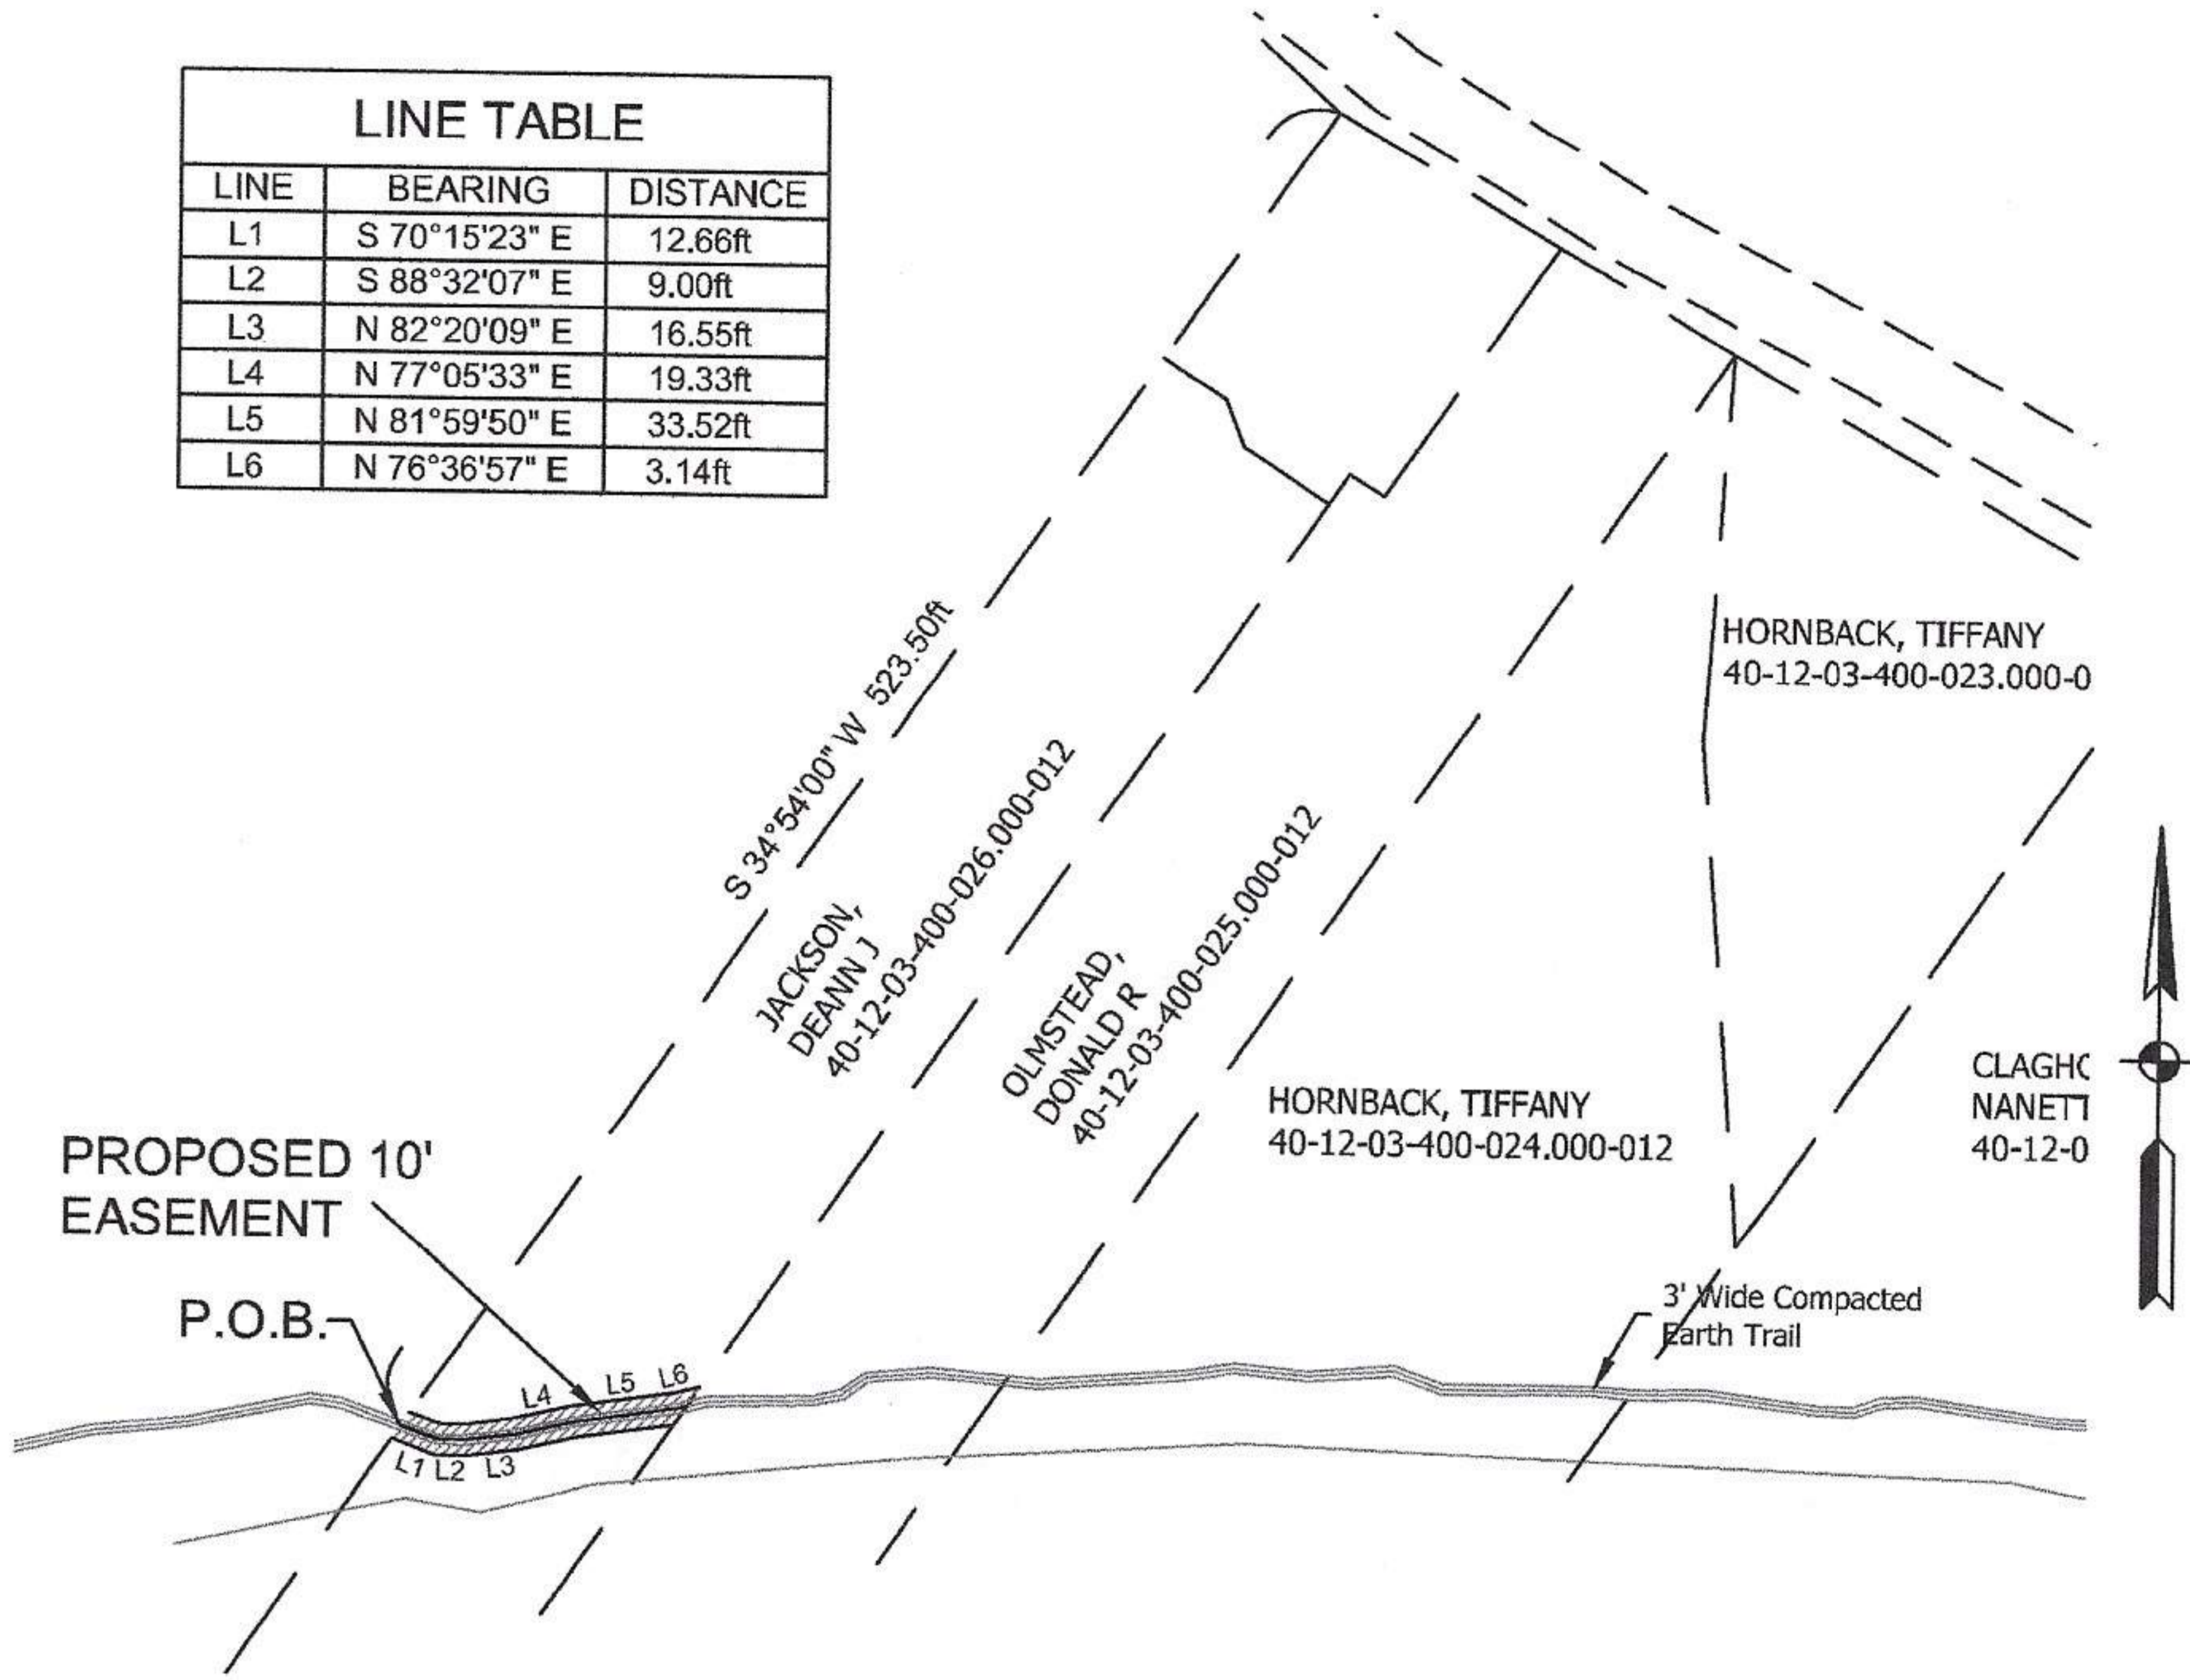 LINE TABLE
LINE BEARING DISTANCE
L1 S 70°15'23" E 12.66ft
L2 S 88°32'07" E 9.00ft
L3 N 82°20'09" E 16.55ft
L4 N 77°05'33" E 19.33ft
L5 N 81°59'50" E 33.52ft
L6 N 76°36'57" E 3.14ft
S 34°54'00" W 523.50ft
HORNBACK, TIFFANY
40-12-03-400-023.000-0
JACKSON,
DEANN J
40-12-03-400-026.000-012
OLMSTEAD,
DONALD R
40-12-03-400-025.000-012
HORNBACK, TIFFANY
40-12-03-400-024.000-012
CLAGHO
NANETT
40-12-0
PROPOSED 10'
EASEMENT
P.O.B.
3' Wide Compacted
Earth Trail
L4 L5 L6
L1 L2 L3